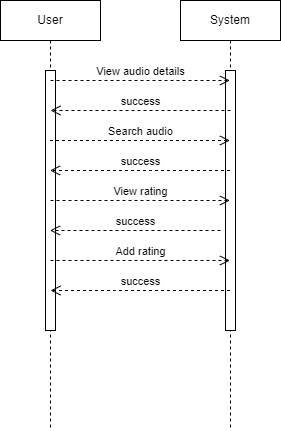 User
System
View audio details
success
Search audio
success
View rating
success
Add rating
success